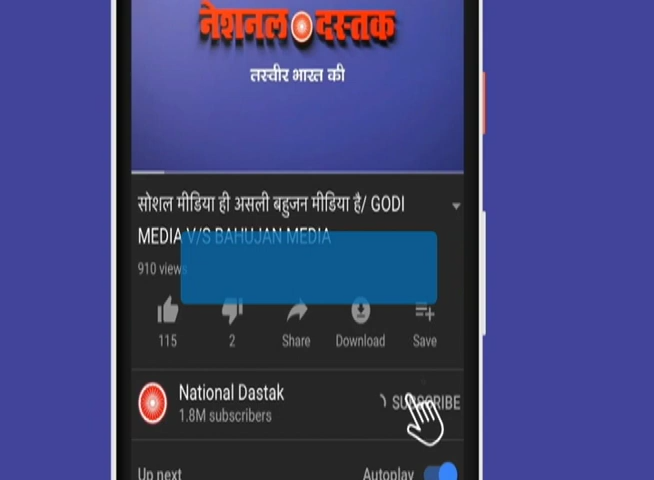 नेशनल दस्तक
तस्वीर भारत की
सोशल मीडिया ही असली बहुजन मीडिया है/ GODI
MEDIA V/S BAHUJAN MEDIA
910 views
115
2
Share
Download
Save
National Dastak
1.8M subscribers
SUBSCRIBE
Up next
Autoplay